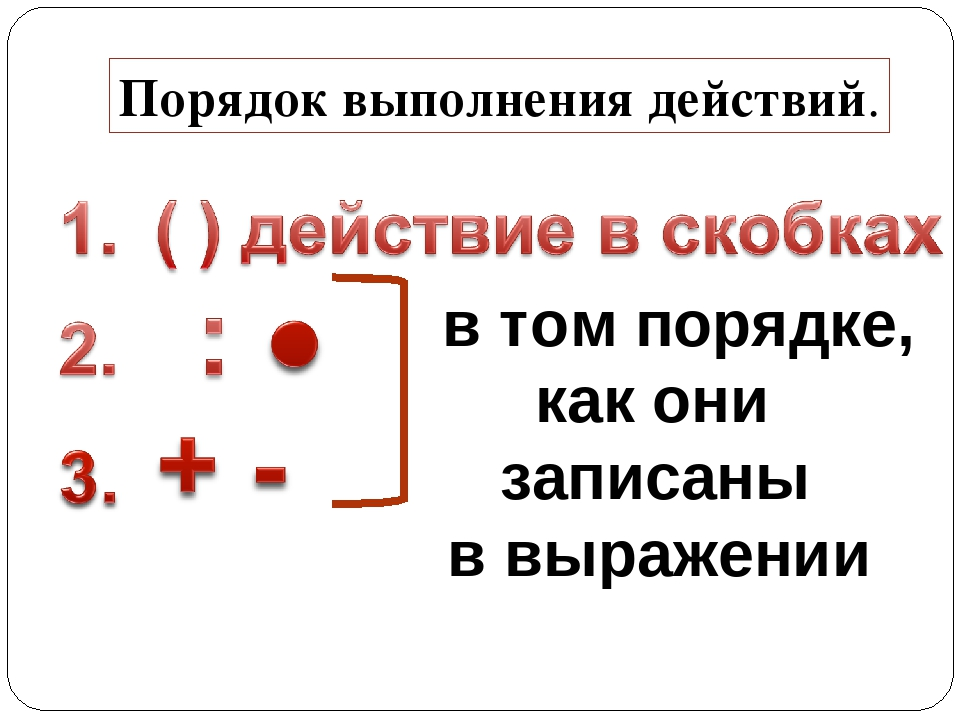 Порядок выполнения действий.
1. ( ) действие в скобках
2. : •
3. + -
в том порядке,
как они
записаны
в выражении